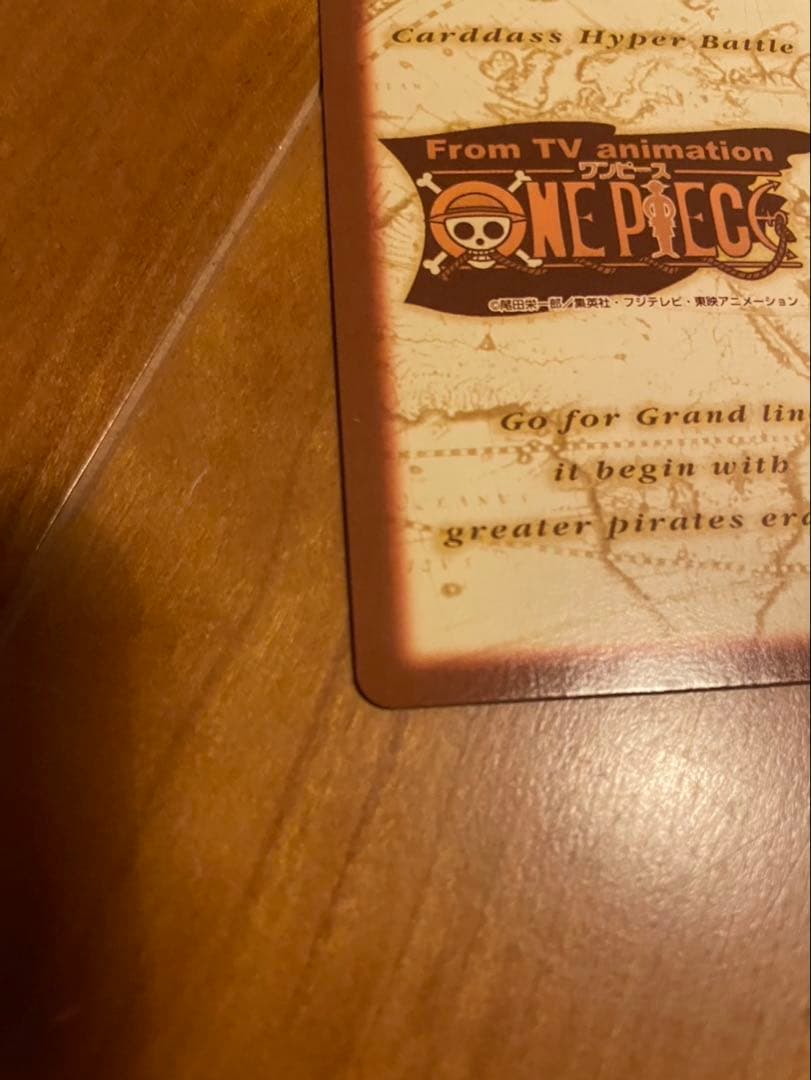 Carddass Hyper Battle
From TV animation
ワンピース
ONE PIECE
©尾田栄一郎／集英社・フジテレビ・東映アニメーション
Go for Grand lin
it begin with
greater pirates era